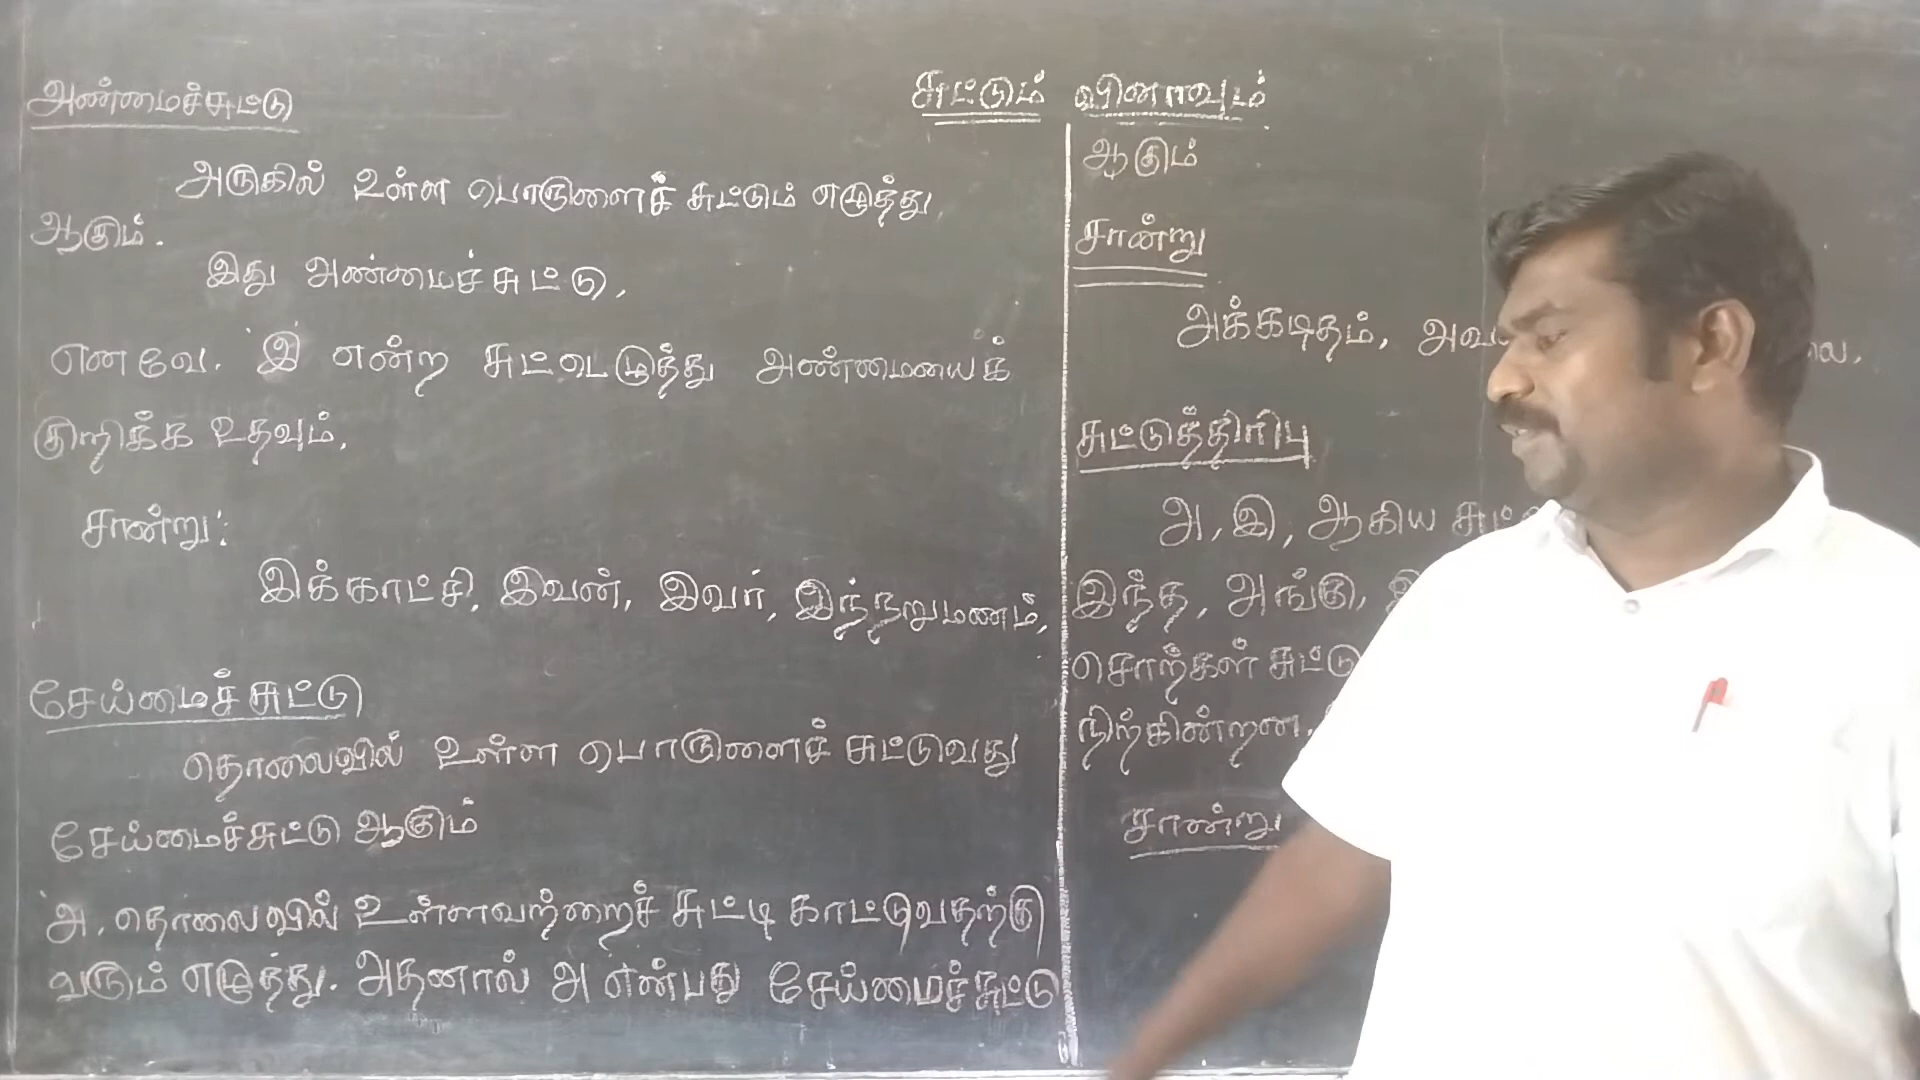 சுட்டும் வினாவும்
அண்மைச்சுட்டு
அருகில் உள்ள பொருளைச் சுட்டும் எழுத்து
ஆகும்.
இது அண்மைச்சுட்டு,
எனவே, 'இ' என்ற சுட்டெழுத்து அண்மையைக்
குறிக்க உதவும்.
சான்று:
இக்காட்சி, இவன், இவர், இந்நறுமணம்,
சேய்மைச்சுட்டு
தொலைவில் உள்ள பொருளைச் சுட்டுவது
சேய்மைச்சுட்டு ஆகும்
அ, தொலைவில் உள்ளவற்றைச் சுட்டி காட்டுவதற்கு
வரும் எழுத்து. அதனால் அ என்பது சேய்மைச்சுட்டு
ஆகும்
சான்று
அக்கடிதம்,
சுட்டுத்திரிபு
அ, இ, ஆகிய
இந்த, அங்கு,
சொற்கள் சுட்டு
நிற்கின்றன.
சான்று